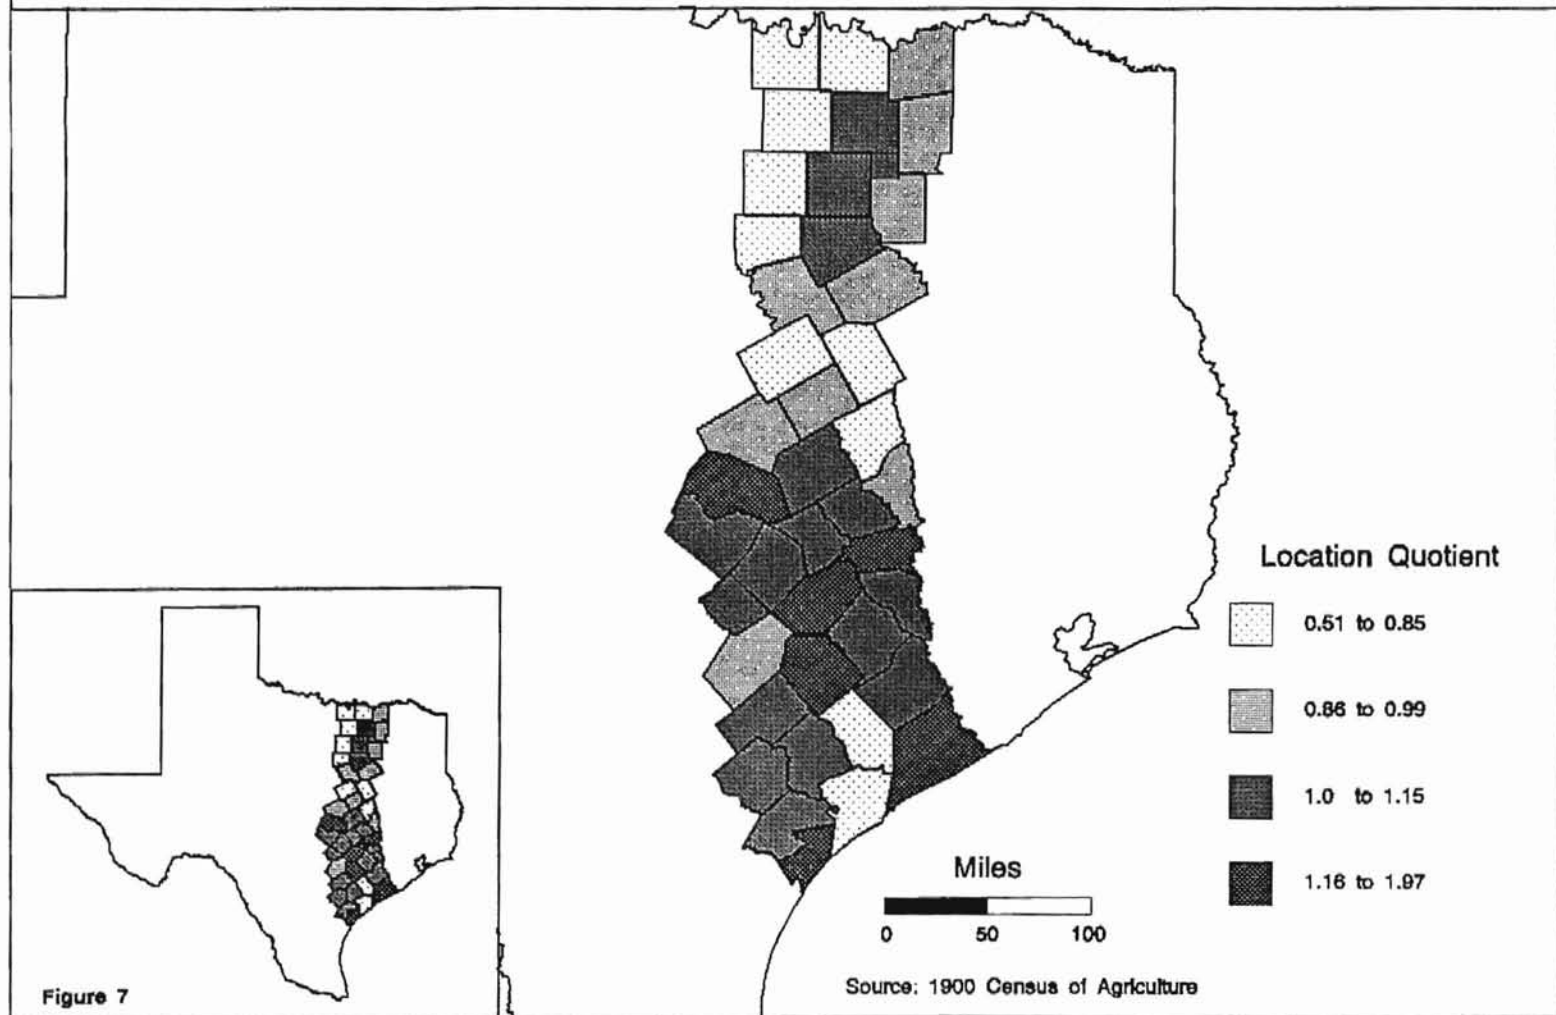 Location Quotient
0.51 to 0.85
0.86 to 0.99
1.0 to 1.15
1.16 to 1.97
Miles
0 50 100
Source: 1900 Census of Agriculture
Figure 7